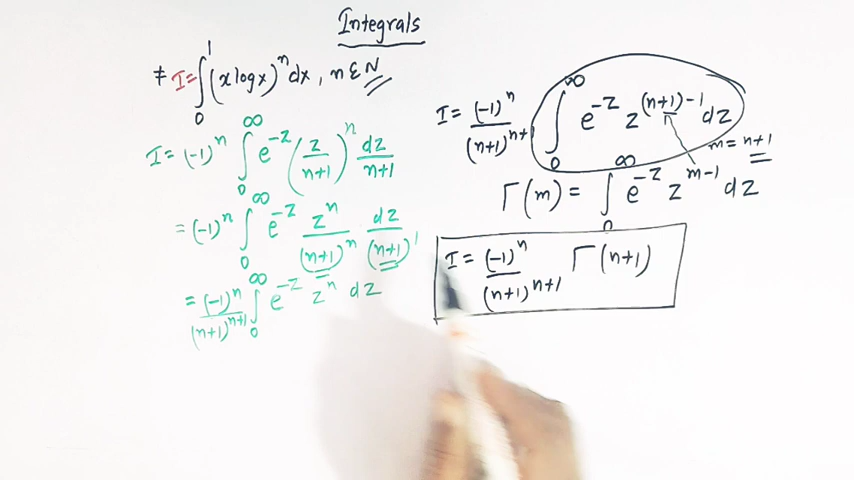 Integrals
≠ I = ∫₀¹ (x log x)ⁿ dx , n ∈ N
I = (-1)ⁿ ∫₀^∞ e^{-z} (z/(n+1))ⁿ dz/(n+1)
= (-1)ⁿ ∫₀^∞ e^{-z} zⁿ/(n+1)ⁿ dz/(n+1)¹
= (-1)ⁿ/(n+1)^{n+1} ∫₀^∞ e^{-z} zⁿ dz
I = (-1)ⁿ/(n+1)^{n+1} ∫₀^∞ e^{-z} z^{(n+1)-1} dz
m = n+1
Γ(m) = ∫₀^∞ e^{-z} z^{m-1} dz
I = (-1)ⁿ/(n+1)^{n+1} Γ(n+1)